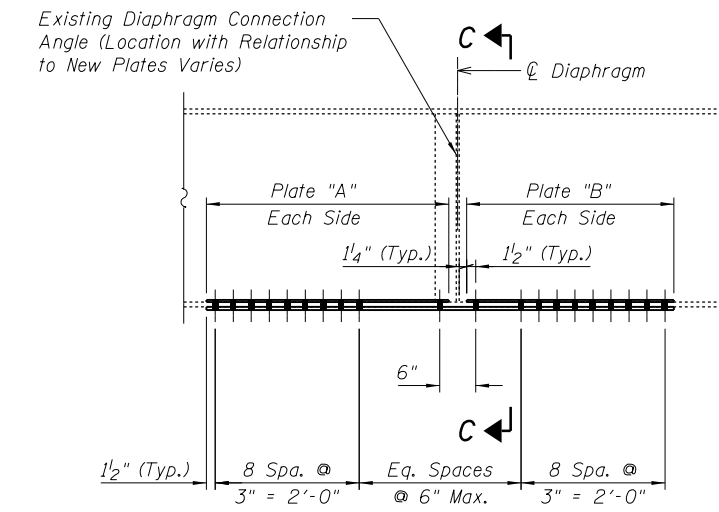 Existing Diaphragm Connection
Angle (Location with Relationship
to New Plates Varies)
C
℄ Diaphragm
Plate "A"
Each Side
Plate "B"
Each Side
1¼" (Typ.)
1½" (Typ.)
6"
C
1½" (Typ.)
8 Spa. @
3" = 2'-0"
Eq. Spaces
@ 6" Max.
8 Spa. @
3" = 2'-0"